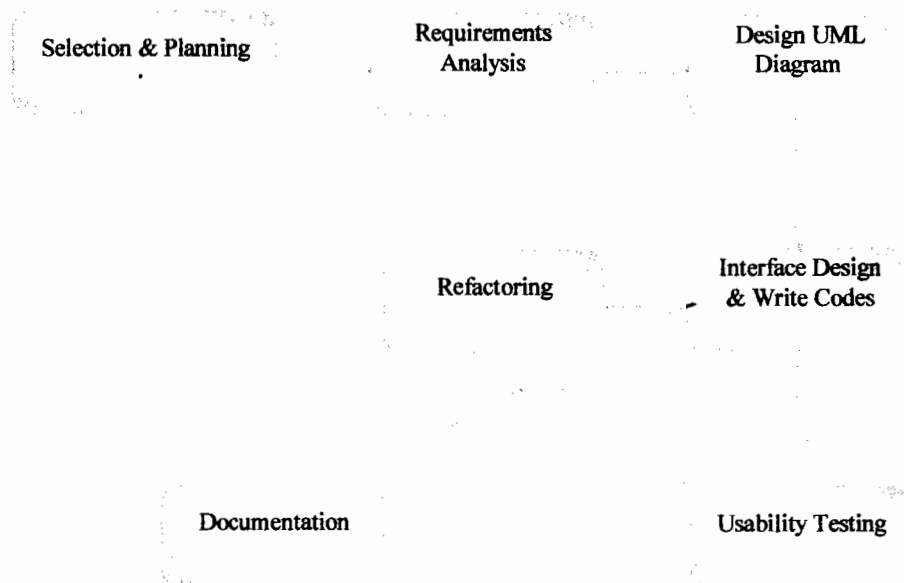 Selection & Planning
Requirements
Analysis
Design UML
Diagram
Refactoring
Interface Design
& Write Codes
Documentation
Usability Testing